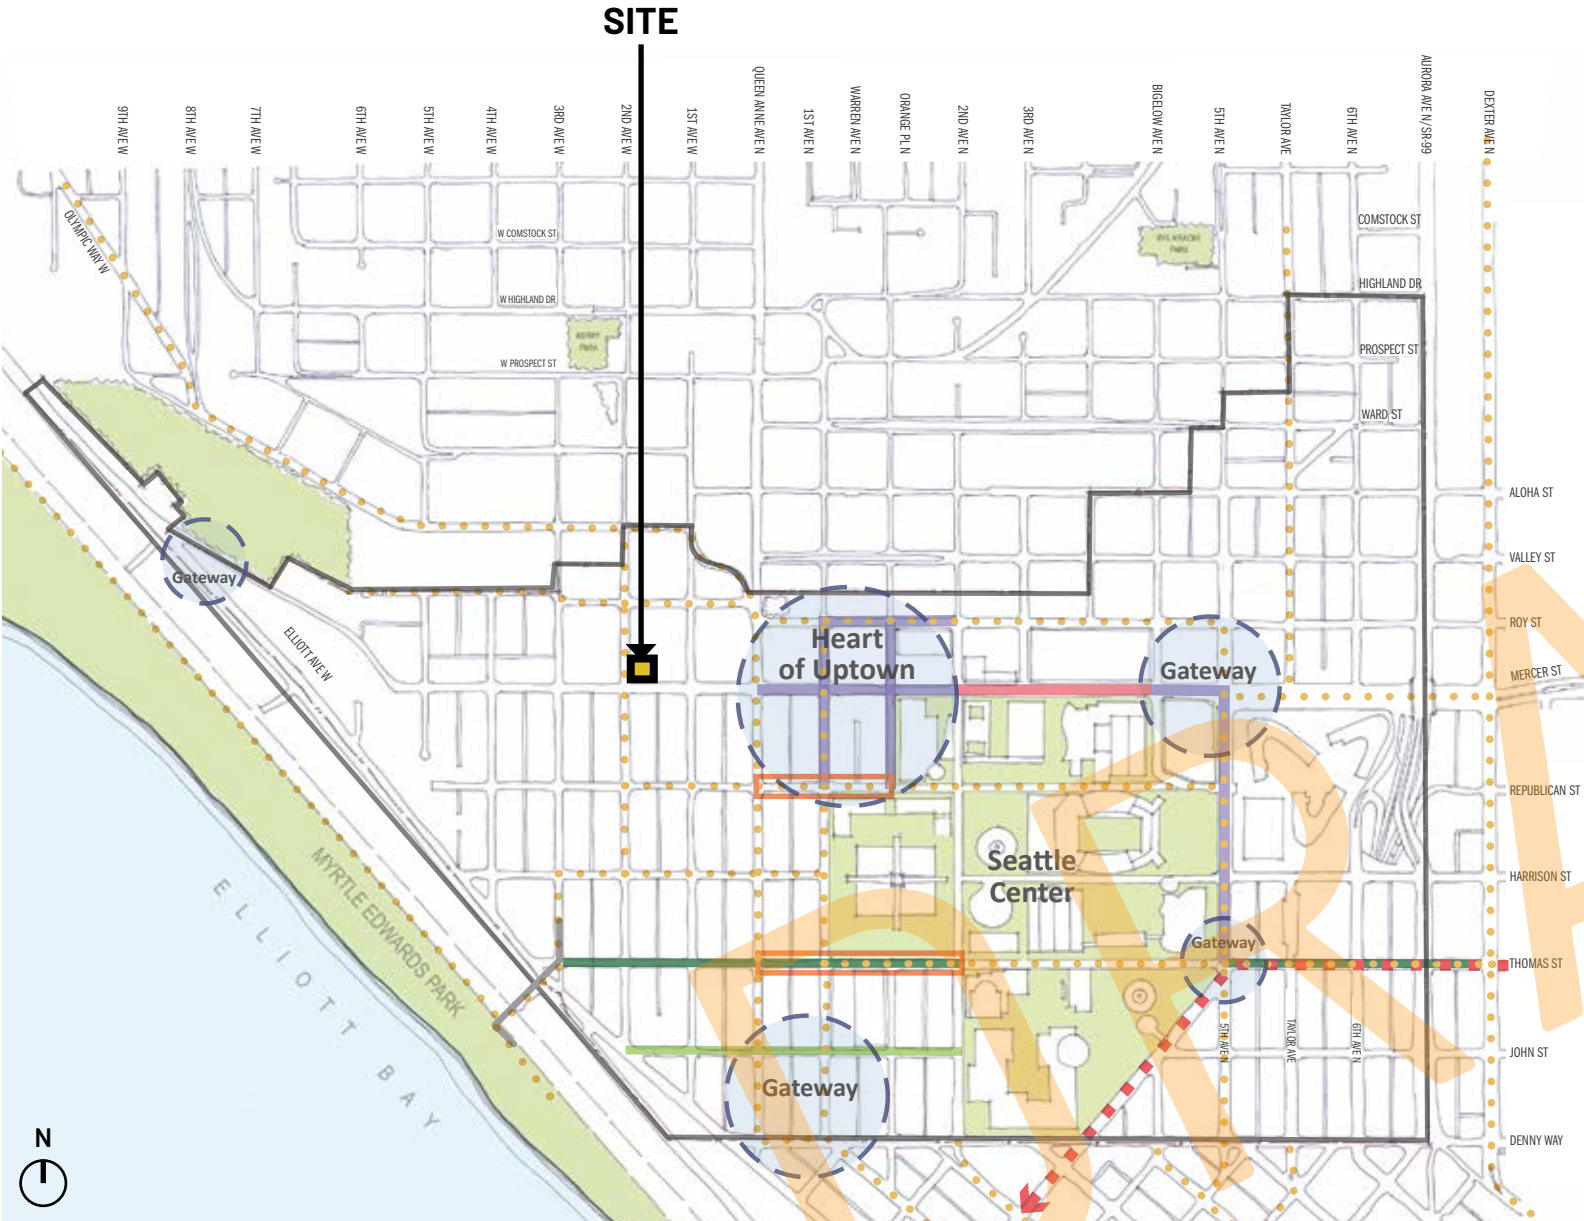 SITE
9TH AVE W
8TH AVE W
7TH AVE W
6TH AVE W
5TH AVE W
4TH AVE W
3RD AVE W
2ND AVE W
1ST AVE W
QUEEN ANNE AVE N
1ST AVE N
WARREN AVE N
ORANGE PL N
2ND AVE N
3RD AVE N
BIGELOW AVE N
5TH AVE N
TAYLOR AVE
6TH AVE N
AURORA AVE N/SR-99
DEXTER AVE N
OLYMPIC WAY W
W COMSTOCK ST
COMSTOCK ST
W HIGHLAND DR
HIGHLAND DR
KERRY
PARK
W PROSPECT ST
PROSPECT ST
PARK
WARD ST
ALOHA ST
VALLEY ST
Gateway
ELLIOTT AVE W
ROY ST
Heart
of Uptown
Gateway
MERCER ST
REPUBLICAN ST
Seattle
Center
HARRISON ST
MYRTLE EDWARDS PARK
ELLIOTT BAY
Gateway
THOMAS ST
5TH AVE N
TAYLOR AVE
6TH AVE N
JOHN ST
Gateway
DENNY WAY
N
DRA